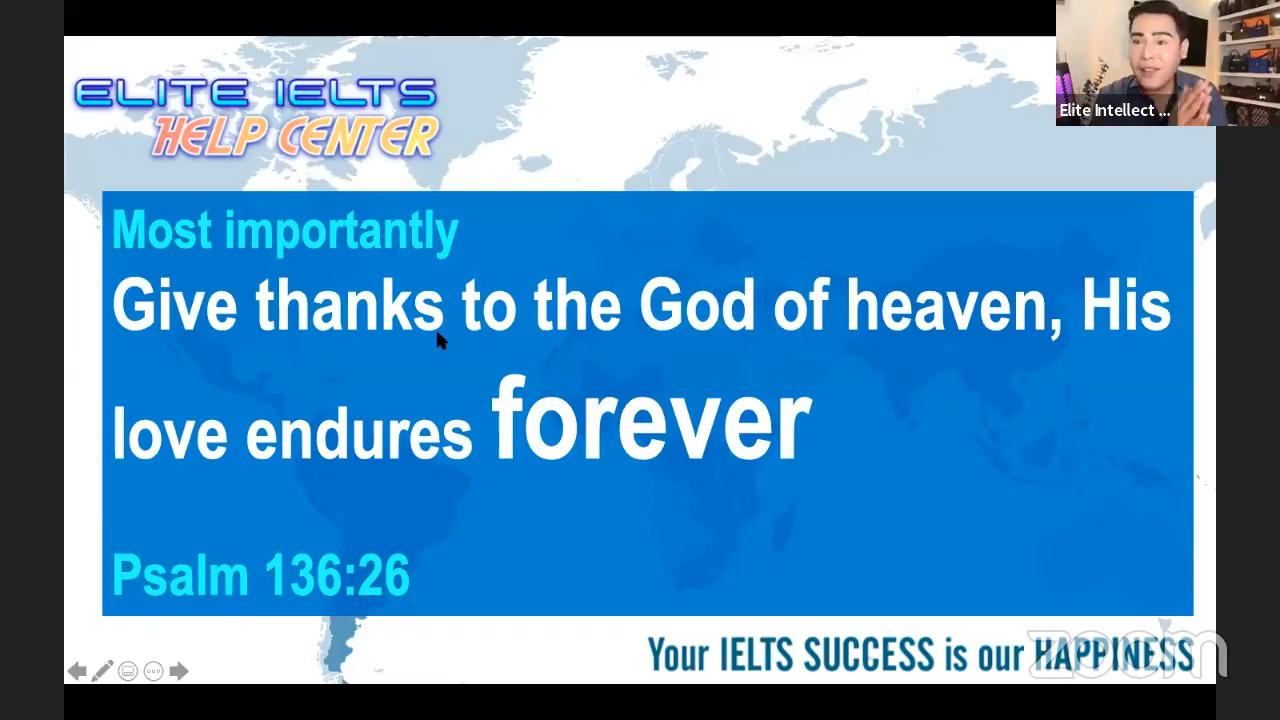 ELITE IELTS
HELP CENTER
Elite Intellect ...
Most importantly
Give thanks to the God of heaven, His
love endures forever
Psalm 136:26
Your IELTS SUCCESS is our HAPPINESS
zoom